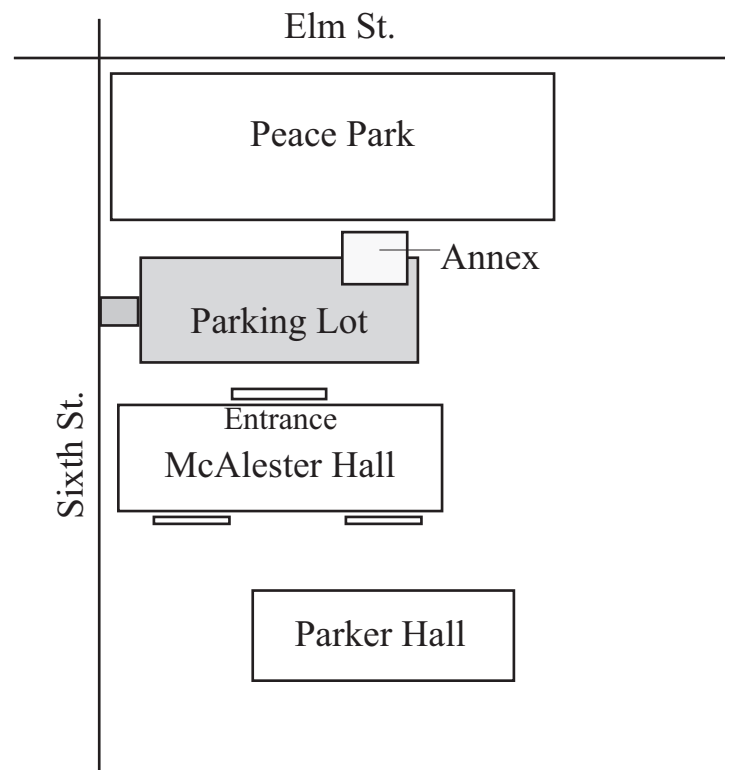 Elm St.
Peace Park
Annex
Parking Lot
Sixth St.
Entrance
McAlester Hall
Parker Hall